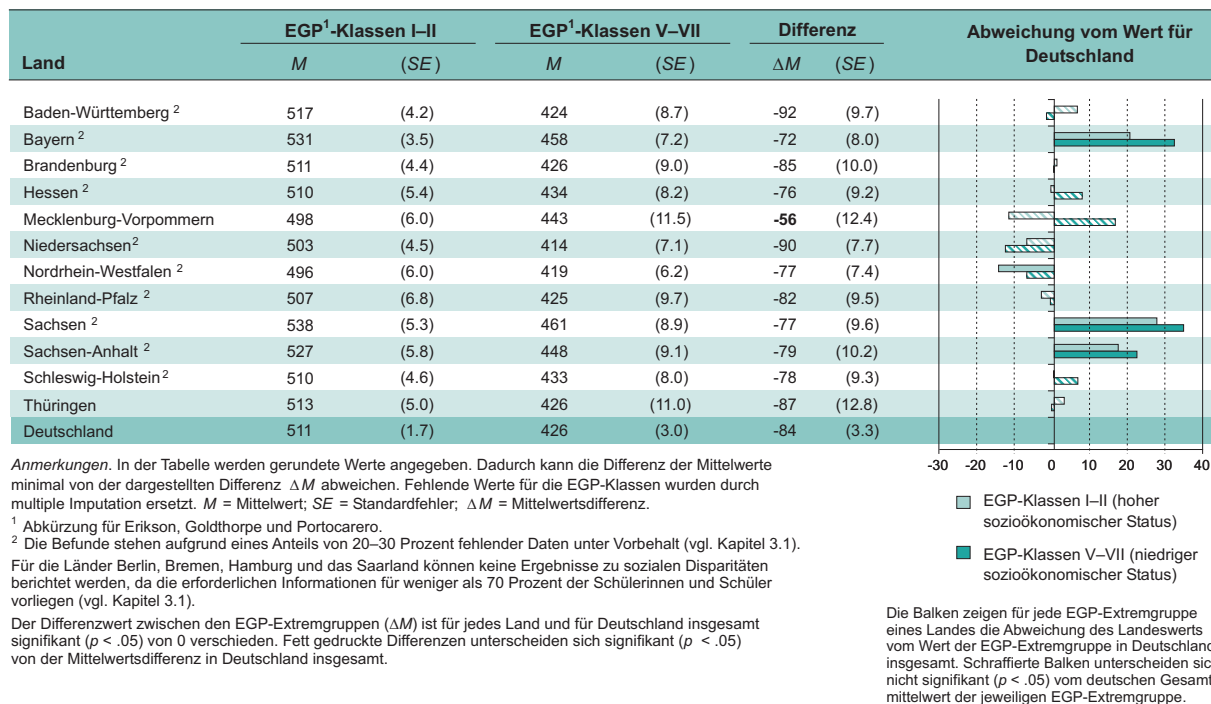 EGP¹-Klassen I–II EGP¹-Klassen V–VII Differenz Abweichung vom Wert für Deutschland
Land M (SE) M (SE) ΔM (SE)
Baden-Württemberg ² 517 (4.2) 424 (8.7) -92 (9.7)
Bayern ² 531 (3.5) 458 (7.2) -72 (8.0)
Brandenburg ² 511 (4.4) 426 (9.0) -85 (10.0)
Hessen ² 510 (5.4) 434 (8.2) -76 (9.2)
Mecklenburg-Vorpommern 498 (6.0) 443 (11.5) -56 (12.4)
Niedersachsen² 503 (4.5) 414 (7.1) -90 (7.7)
Nordrhein-Westfalen ² 496 (6.0) 419 (6.2) -77 (7.4)
Rheinland-Pfalz ² 507 (6.8) 425 (9.7) -82 (9.5)
Sachsen ² 538 (5.3) 461 (8.9) -77 (9.6)
Sachsen-Anhalt ² 527 (5.8) 448 (9.1) -79 (10.2)
Schleswig-Holstein² 510 (4.6) 433 (8.0) -78 (9.3)
Thüringen 513 (5.0) 426 (11.0) -87 (12.8)
Deutschland 511 (1.7) 426 (3.0) -84 (3.3)
-30 -20 -10 0 10 20 30 40
Anmerkungen. In der Tabelle werden gerundete Werte angegeben. Dadurch kann die Differenz der Mittelwerte
minimal von der dargestellten Differenz ΔM abweichen. Fehlende Werte für die EGP-Klassen wurden durch
multiple Imputation ersetzt. M = Mittelwert; SE = Standardfehler; ΔM = Mittelwertsdifferenz.
¹ Abkürzung für Erikson, Goldthorpe und Portocarero.
² Die Befunde stehen aufgrund eines Anteils von 20–30 Prozent fehlender Daten unter Vorbehalt (vgl. Kapitel 3.1).
Für die Länder Berlin, Bremen, Hamburg und das Saarland können keine Ergebnisse zu sozialen Disparitäten
berichtet werden, da die erforderlichen Informationen für weniger als 70 Prozent der Schülerinnen und Schüler
vorliegen (vgl. Kapitel 3.1).
Der Differenzwert zwischen den EGP-Extremgruppen (ΔM) ist für jedes Land und für Deutschland insgesamt
signifikant (p < .05) von 0 verschieden. Fett gedruckte Differenzen unterscheiden sich signifikant (p < .05)
von der Mittelwertsdifferenz in Deutschland insgesamt.
EGP-Klassen I–II (hoher
sozioökonomischer Status)
EGP-Klassen V–VII (niedriger
sozioökonomischer Status)
Die Balken zeigen für jede EGP-Extremgruppe
eines Landes die Abweichung des Landeswerts
vom Wert der EGP-Extremgruppe in Deutschland
insgesamt. Schraffierte Balken unterscheiden sich
nicht signifikant (p < .05) vom deutschen Gesamt-
mittelwert der jeweiligen EGP-Extremgruppe.